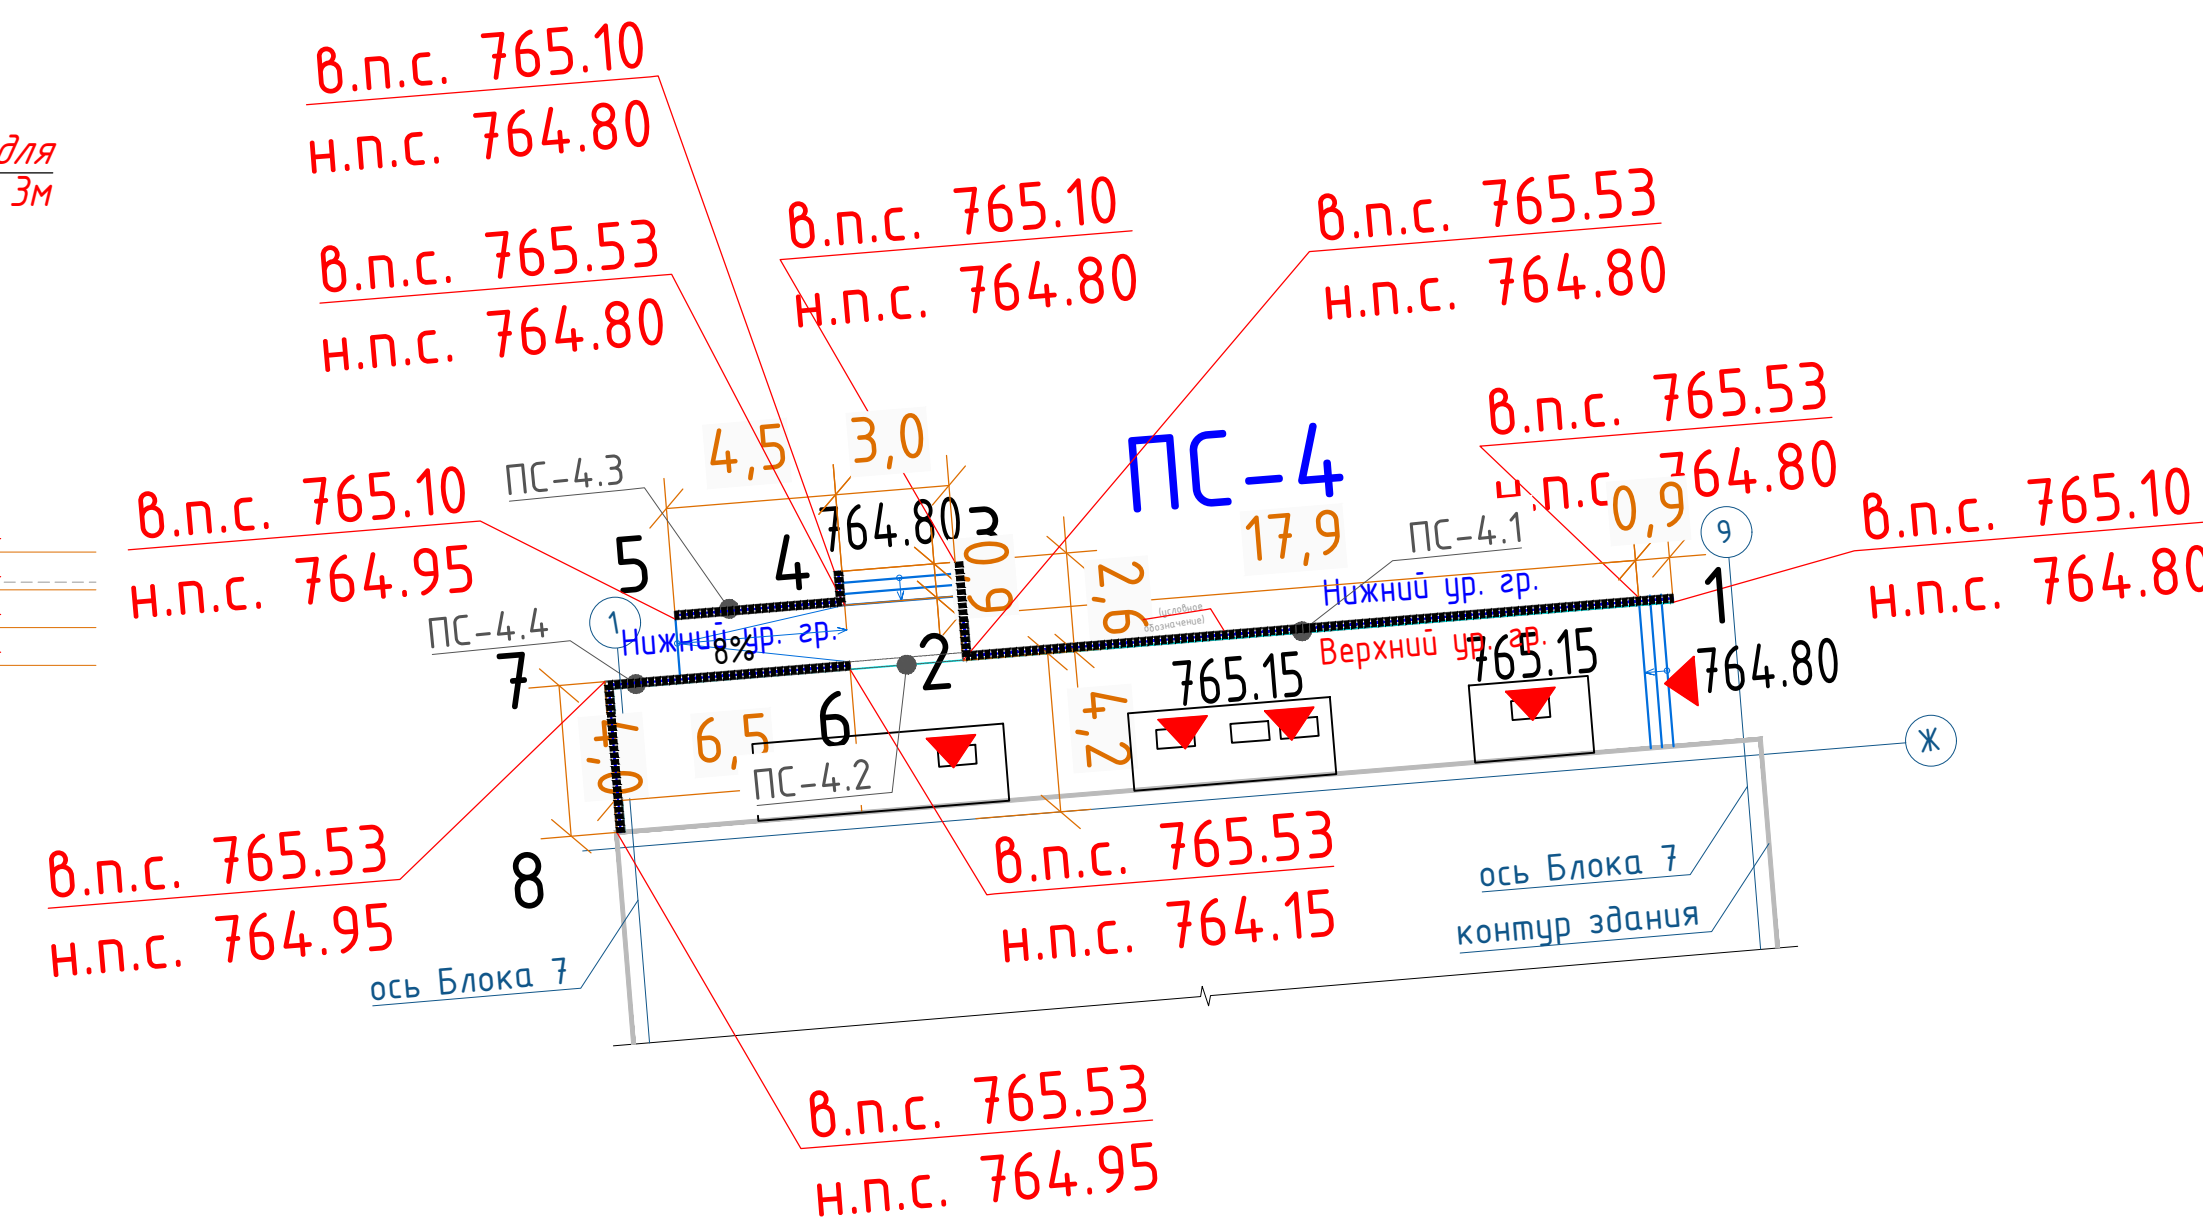 в.п.с. 765.10
н.п.с. 764.80
для
3м
в.п.с. 765.10
н.п.с. 764.80
в.п.с. 765.53
н.п.с. 764.80
в.п.с. 765.53
н.п.с. 764.80
в.п.с. 765.53
н.п.с. 764.80
4,5
3,0
ПС-4
ПС-4.3
в.п.с. 765.10
н.п.с. 764.95
764.80
3
17,9
ПС-4.1
0,9
9
в.п.с. 765.10
н.п.с. 764.80
5
4
0,9
2,6
Нижний ур. гр.
1
(условное
обозначение)
ПС-4.4
1
Нижний ур. гр.
8%
2
Верхний ур. гр.
7
765.15
765.15
764.80
6
6,5
4,0
4,2
ПС-4.2
Ж
8
в.п.с. 765.53
н.п.с. 764.95
в.п.с. 765.53
н.п.с. 764.15
ось Блока 7
контур здания
ось Блока 7
в.п.с. 765.53
н.п.с. 764.95